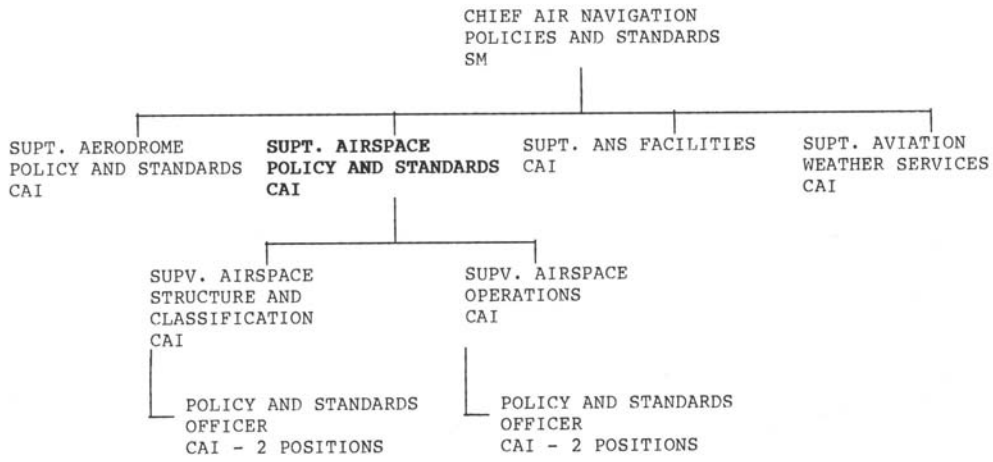 CHIEF AIR NAVIGATION
POLICIES AND STANDARDS
SM
SUPT. AERODROME
POLICY AND STANDARDS
CAI
SUPT. AIRSPACE
POLICY AND STANDARDS
CAI
SUPT. ANS FACILITIES
CAI
SUPT. AVIATION
WEATHER SERVICES
CAI
SUPV. AIRSPACE
STRUCTURE AND
CLASSIFICATION
CAI
SUPV. AIRSPACE
OPERATIONS
CAI
POLICY AND STANDARDS
OFFICER
CAI - 2 POSITIONS
POLICY AND STANDARDS
OFFICER
CAI - 2 POSITIONS